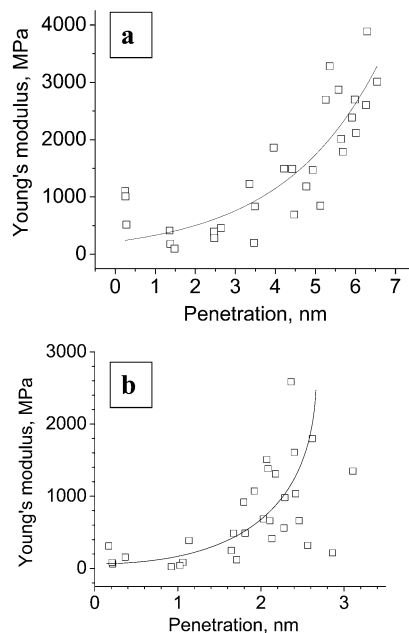 a
Young's modulus, MPa
4000
3000
2000
1000
0
0 1 2 3 4 5 6 7
Penetration, nm
b
Young's modulus, MPa
3000
2000
1000
0
0 1 2 3
Penetration, nm